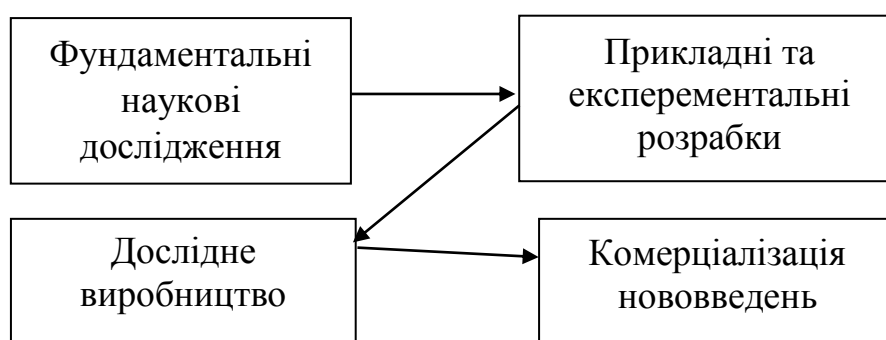 Фундаментальні
наукові
дослідження
Прикладні та
експерементальні
розрабки
Дослідне
виробництво
Комерціалізація
нововведень